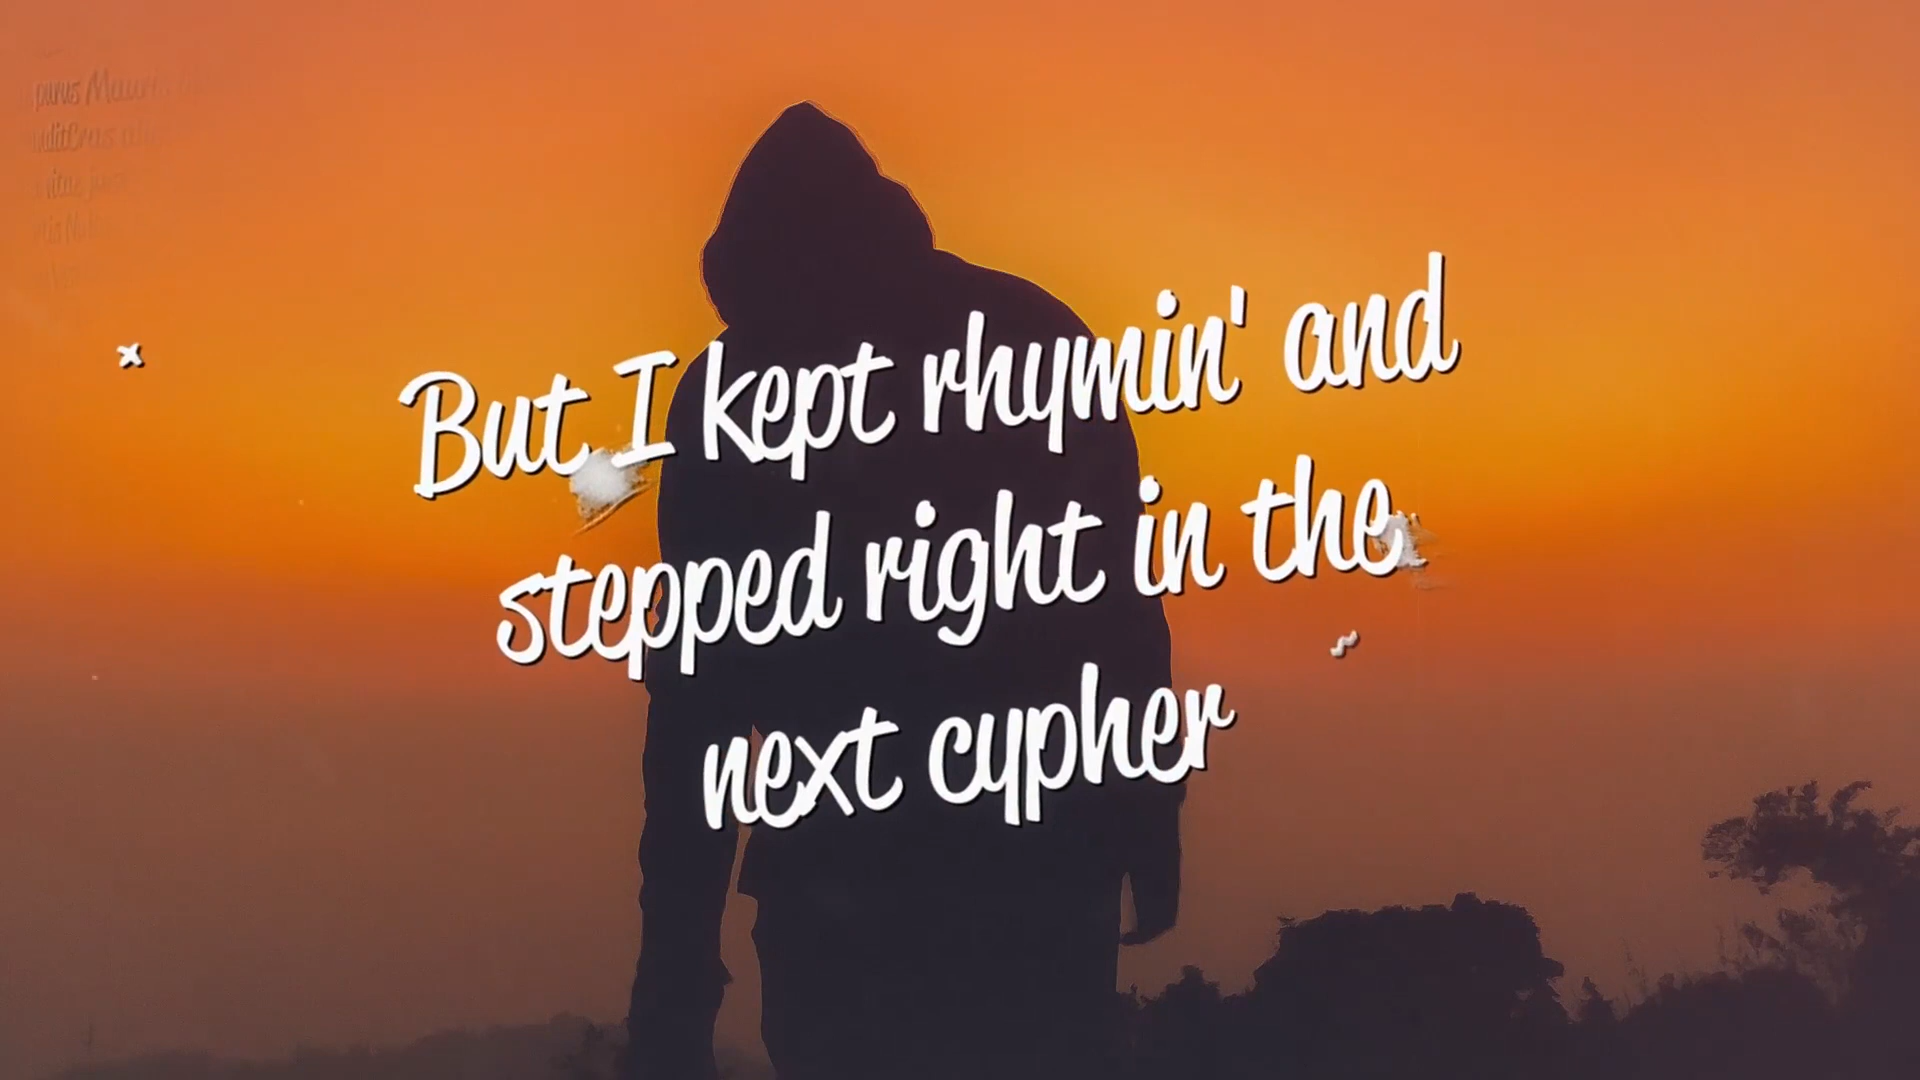 But I kept rhymin' and
stepped right in the
next cypher